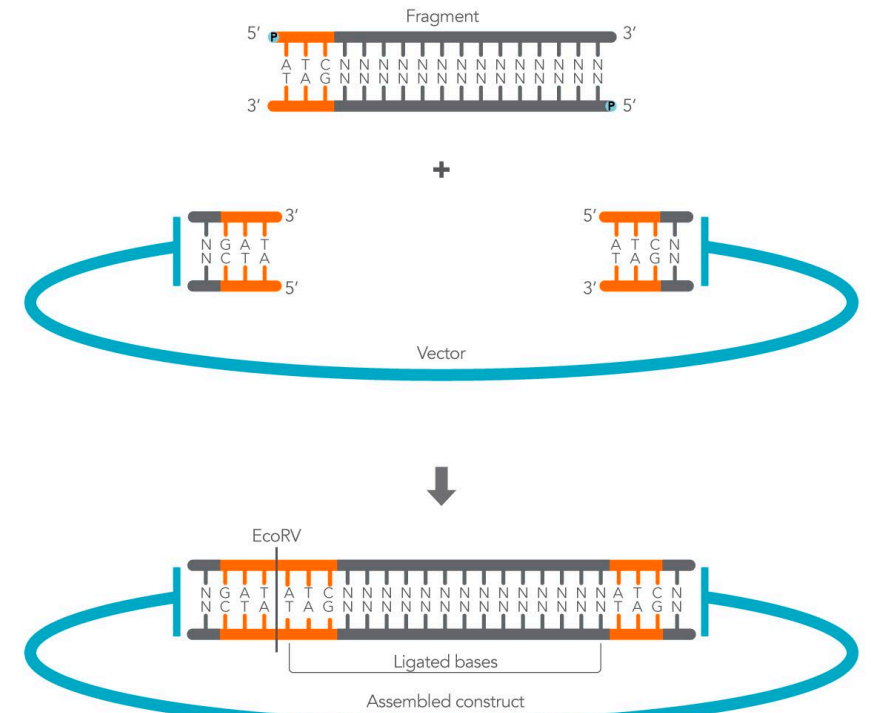 Fragment
5′ P 3′
A T C N N N N N N N N N N N N N N
T A G N N N N N N N N N N N N N N
3′ P 5′
+
3′ 5′
N G A T A T C N
N C T A T A G N
5′ 3′
Vector
EcoRV
N G A T A T C N N N N N N N N N N N N N N A T C N
N C T A T A G N N N N N N N N N N N N N N T A G N
Ligated bases
Assembled construct